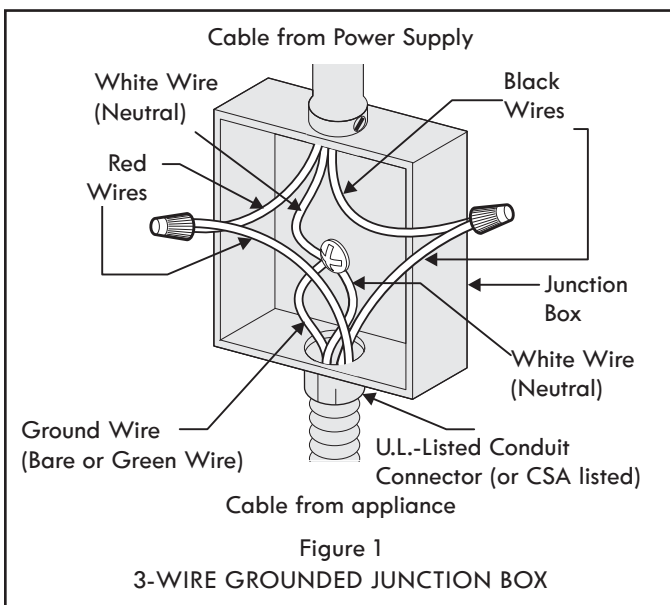 Cable from Power Supply
White Wire
(Neutral)
Black
Wires
Red
Wires
Junction
Box
White Wire
(Neutral)
Ground Wire
(Bare or Green Wire)
U.L.-Listed Conduit
Connector (or CSA listed)
Cable from appliance
Figure 1
3-WIRE GROUNDED JUNCTION BOX